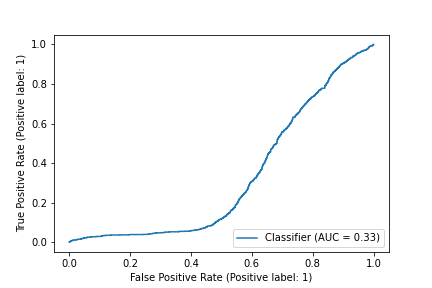 1.0
0.8
0.6
0.4
0.2
0.0
True Positive Rate (Positive label: 1)
Classifier (AUC = 0.33)
0.0 0.2 0.4 0.6 0.8 1.0
False Positive Rate (Positive label: 1)